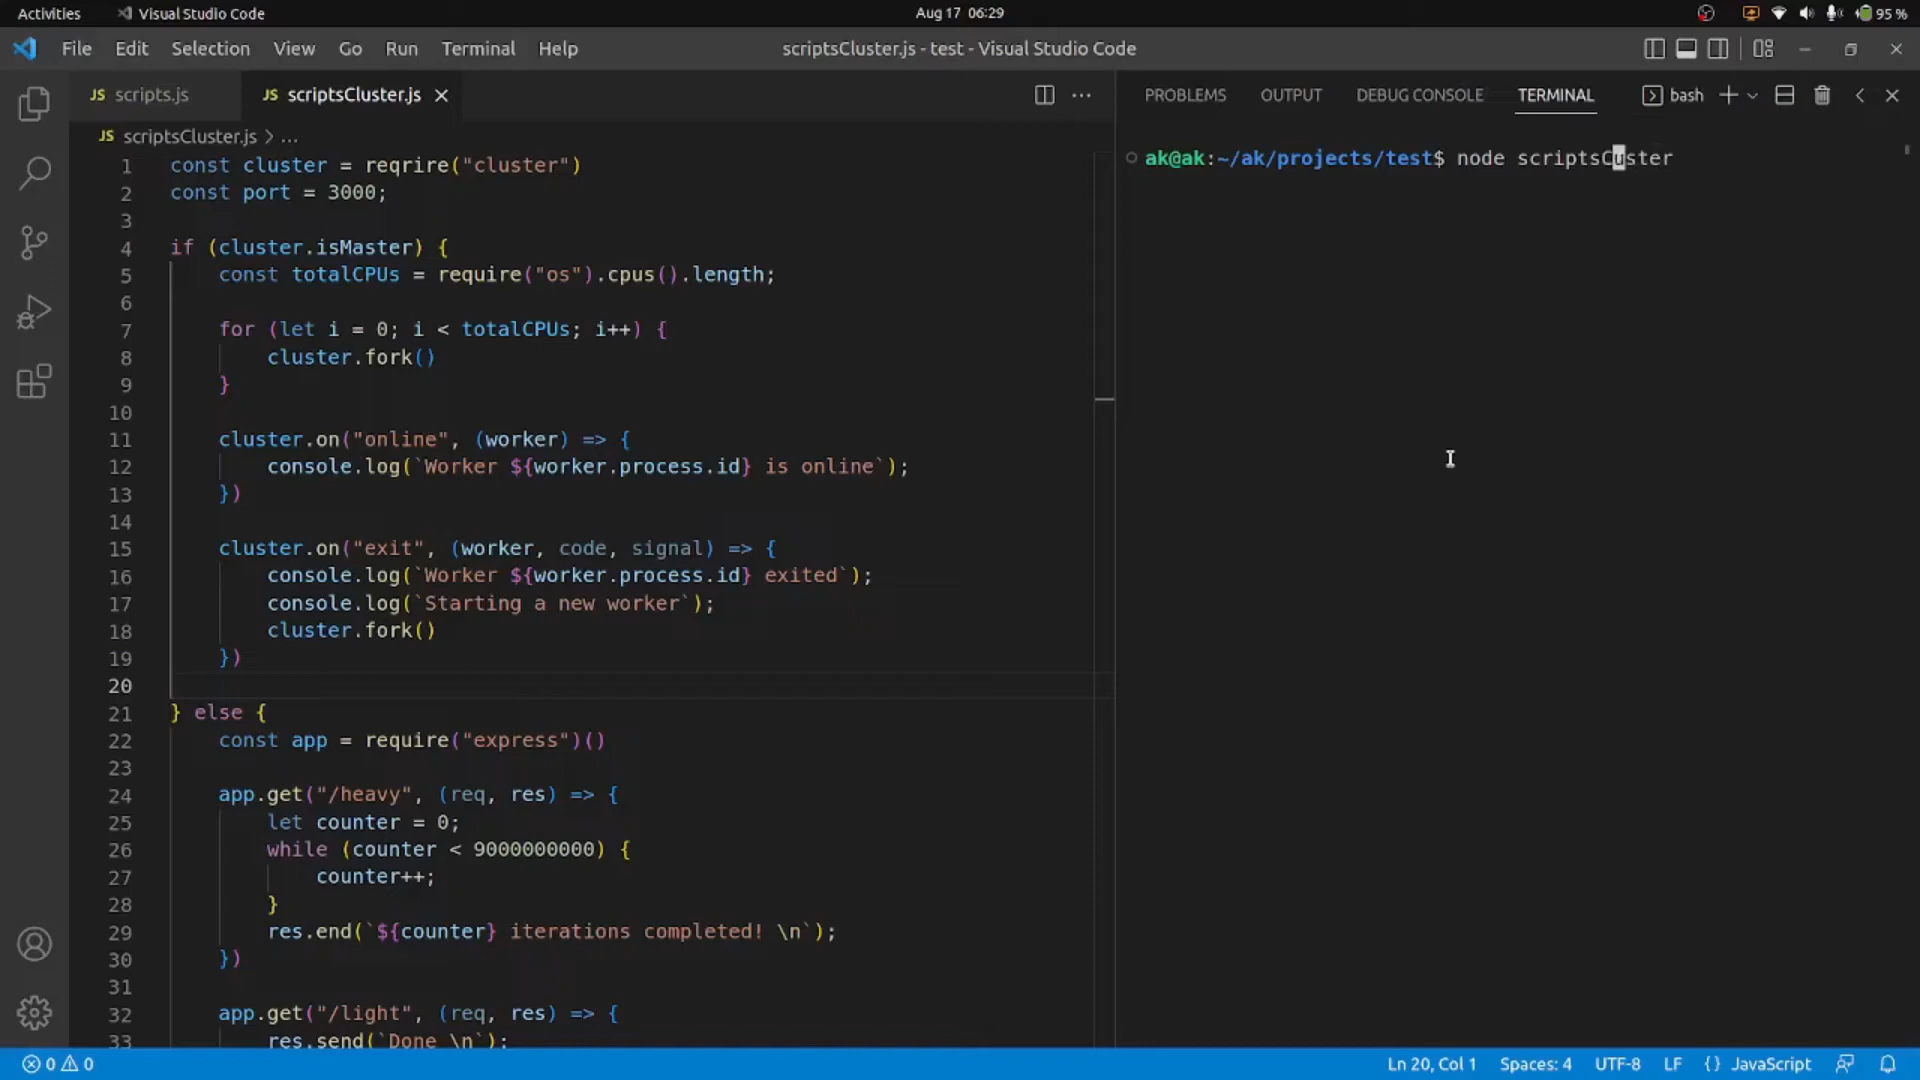 Activities
Visual Studio Code
Aug 17 06:29
95 %
File Edit Selection View Go Run Terminal Help
scriptsCluster.js - test - Visual Studio Code
JS scripts.js
JS scriptsCluster.js
JS scriptsCluster.js > ...
1 const cluster = reqrire("cluster")
2 const port = 3000;
3
4 if (cluster.isMaster) {
5 const totalCPUs = require("os").cpus().length;
6
7 for (let i = 0; i < totalCPUs; i++) {
8 cluster.fork()
9 }
10
11 cluster.on("online", (worker) => {
12 console.log(`Worker ${worker.process.id} is online`);
13 })
14
15 cluster.on("exit", (worker, code, signal) => {
16 console.log(`Worker ${worker.process.id} exited`);
17 console.log(`Starting a new worker`);
18 cluster.fork()
19 })
20
21 } else {
22 const app = require("express")()
23
24 app.get("/heavy", (req, res) => {
25 let counter = 0;
26 while (counter < 9000000000) {
27 counter++;
28 }
29 res.end(`${counter} iterations completed! \n`);
30 })
31
32 app.get("/light", (req, res) => {
33 res.send(`Done \n`);
PROBLEMS OUTPUT DEBUG CONSOLE TERMINAL
bash
ak@ak:~/ak/projects/test$ node scriptsCuster
0 0
Ln 20, Col 1 Spaces: 4 UTF-8 LF {} JavaScript